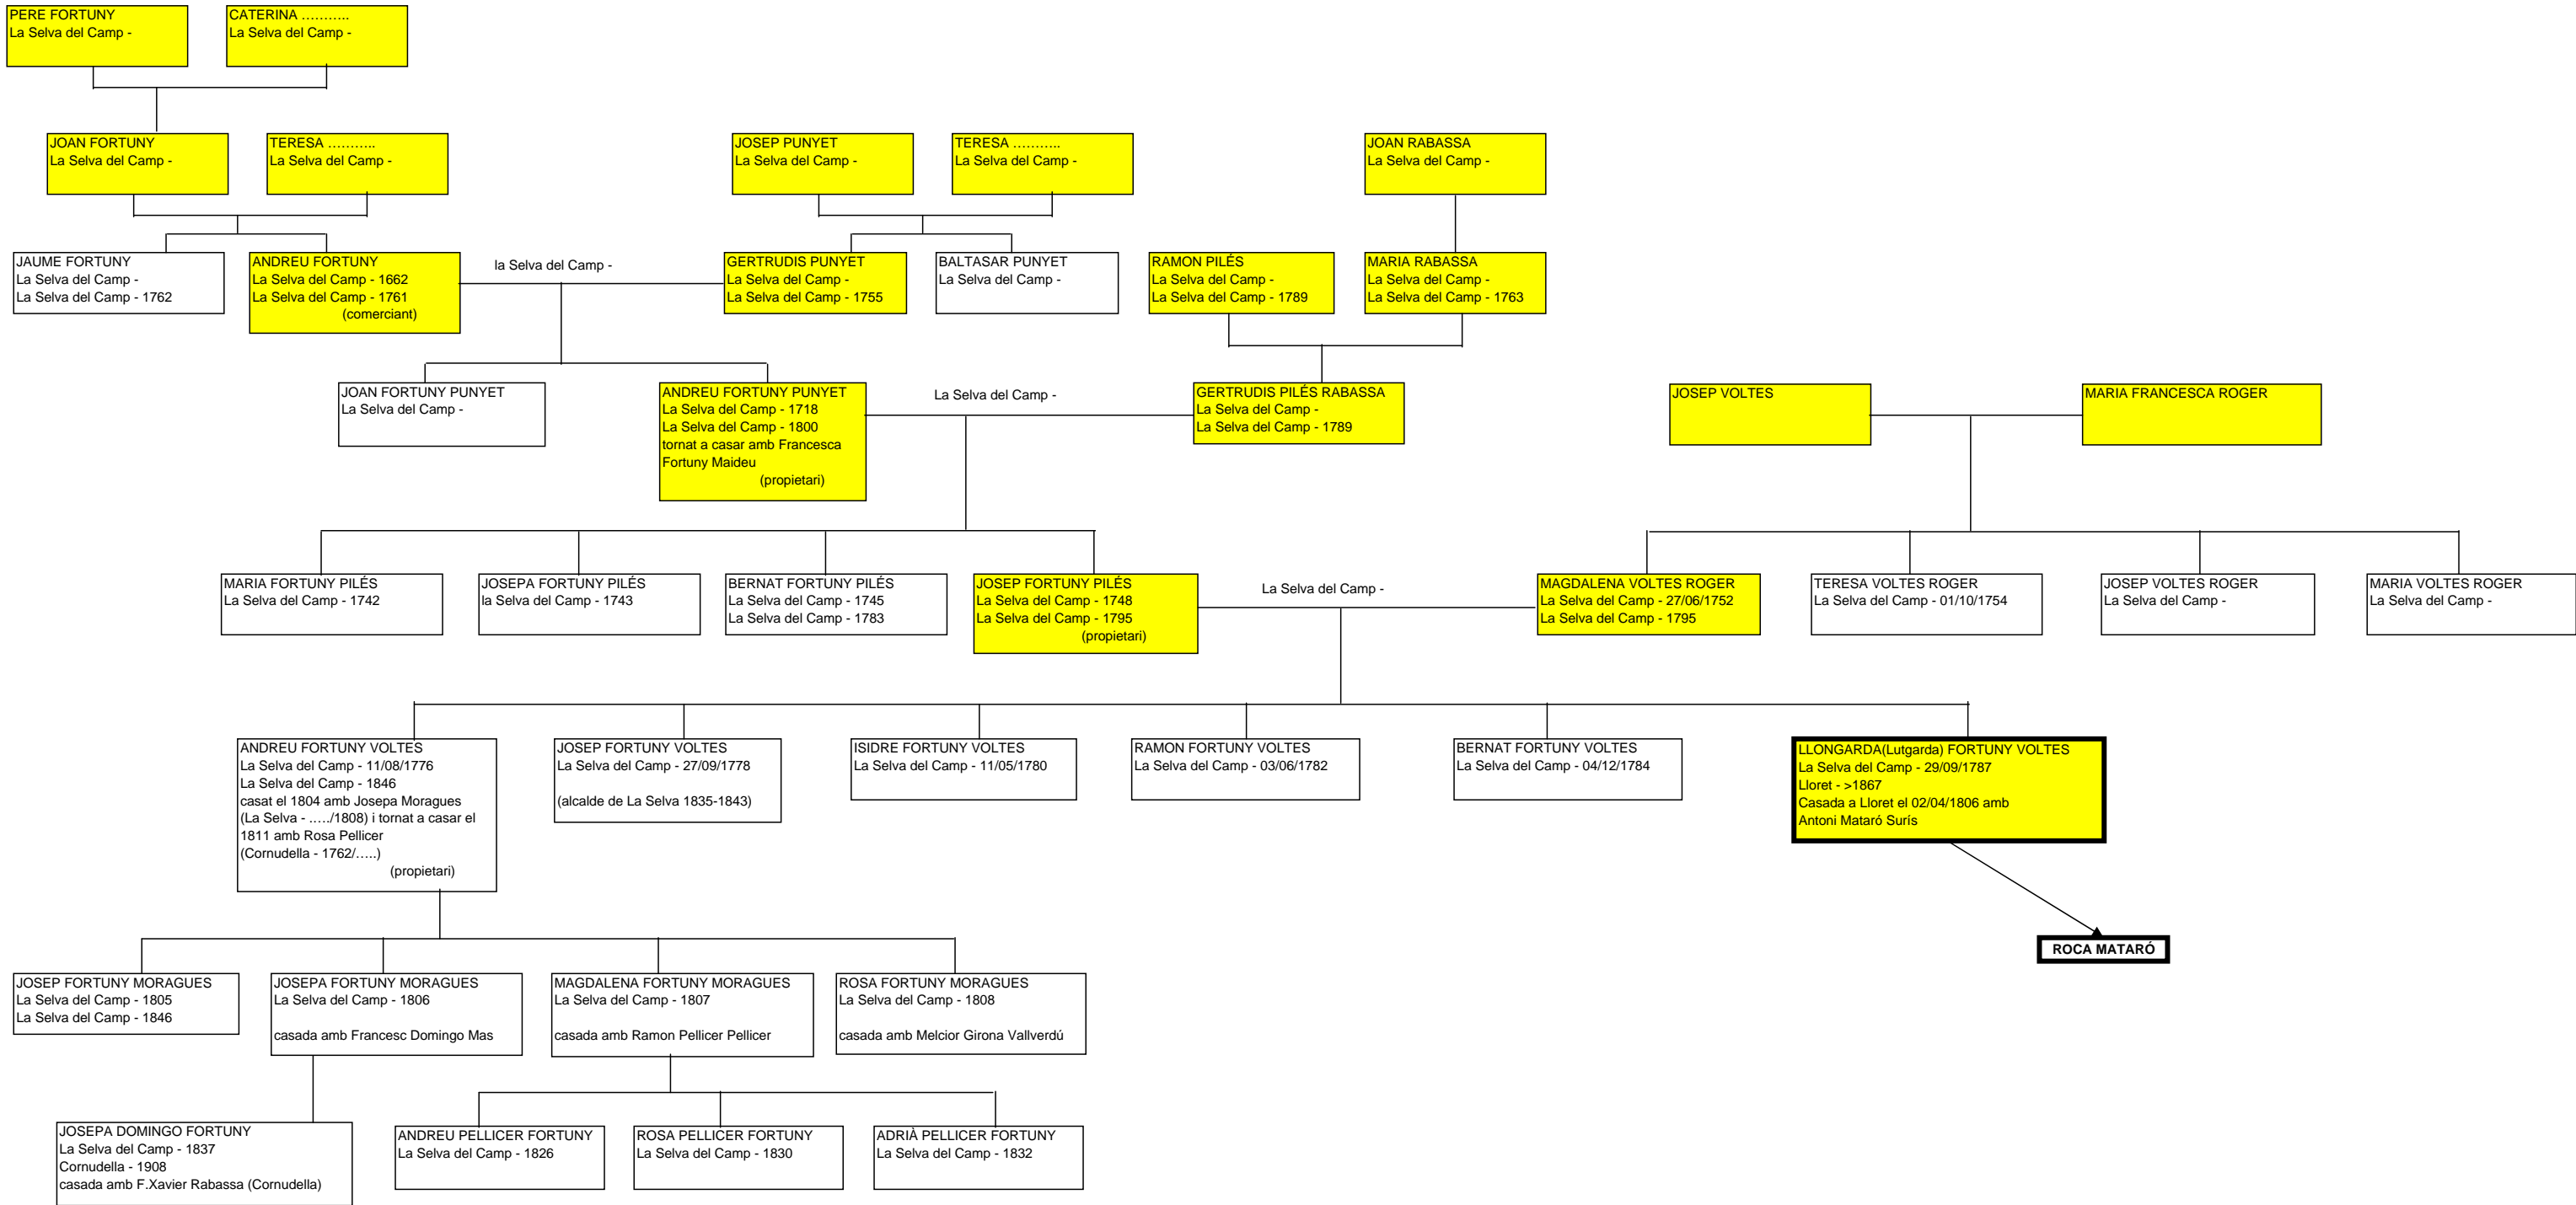 PERE FORTUNY
La Selva del Camp -
CATERINA ………..
La Selva del Camp -
JOAN FORTUNY
La Selva del Camp -
TERESA ………..
La Selva del Camp -
JOSEP PUNYET
La Selva del Camp -
TERESA ………..
La Selva del Camp -
JOAN RABASSA
La Selva del Camp -
JAUME FORTUNY
La Selva del Camp -
La Selva del Camp - 1762
ANDREU FORTUNY
La Selva del Camp - 1662
La Selva del Camp - 1761
(comerciant)
la Selva del Camp -
GERTRUDIS PUNYET
La Selva del Camp -
La Selva del Camp - 1755
BALTASAR PUNYET
La Selva del Camp -
RAMON PILÉS
La Selva del Camp -
La Selva del Camp - 1789
MARIA RABASSA
La Selva del Camp -
La Selva del Camp - 1763
JOAN FORTUNY PUNYET
La Selva del Camp -
ANDREU FORTUNY PUNYET
La Selva del Camp - 1718
La Selva del Camp - 1800
tornat a casar amb Francesca
Fortuny Maideu
(propietari)
La Selva del Camp -
GERTRUDIS PILÉS RABASSA
La Selva del Camp -
La Selva del Camp - 1789
JOSEP VOLTES
MARIA FRANCESCA ROGER
MARIA FORTUNY PILÉS
La Selva del Camp - 1742
JOSEPA FORTUNY PILÉS
la Selva del Camp - 1743
BERNAT FORTUNY PILÉS
La Selva del Camp - 1745
La Selva del Camp - 1783
JOSEP FORTUNY PILÉS
La Selva del Camp - 1748
La Selva del Camp - 1795
(propietari)
La Selva del Camp -
MAGDALENA VOLTES ROGER
La Selva del Camp - 27/06/1752
La Selva del Camp - 1795
TERESA VOLTES ROGER
La Selva del Camp - 01/10/1754
JOSEP VOLTES ROGER
La Selva del Camp -
MARIA VOLTES ROGER
La Selva del Camp -
ANDREU FORTUNY VOLTES
La Selva del Camp - 11/08/1776
La Selva del Camp - 1846
casat el 1804 amb Josepa Moragues
(La Selva - …../1808) i tornat a casar el
1811 amb Rosa Pellicer
(Cornudella - 1762/…..)
(propietari)
JOSEP FORTUNY VOLTES
La Selva del Camp - 27/09/1778
(alcalde de La Selva 1835-1843)
ISIDRE FORTUNY VOLTES
La Selva del Camp - 11/05/1780
RAMON FORTUNY VOLTES
La Selva del Camp - 03/06/1782
BERNAT FORTUNY VOLTES
La Selva del Camp - 04/12/1784
LLONGARDA(Lutgarda) FORTUNY VOLTES
La Selva del Camp - 29/09/1787
Lloret - >1867
Casada a Lloret el 02/04/1806 amb
Antoni Mataró Surís
ROCA MATARÓ
JOSEP FORTUNY MORAGUES
La Selva del Camp - 1805
La Selva del Camp - 1846
JOSEPA FORTUNY MORAGUES
La Selva del Camp - 1806
casada amb Francesc Domingo Mas
MAGDALENA FORTUNY MORAGUES
La Selva del Camp - 1807
casada amb Ramon Pellicer Pellicer
ROSA FORTUNY MORAGUES
La Selva del Camp - 1808
casada amb Melcior Girona Vallverdú
JOSEPA DOMINGO FORTUNY
La Selva del Camp - 1837
Cornudella - 1908
casada amb F.Xavier Rabassa (Cornudella)
ANDREU PELLICER FORTUNY
La Selva del Camp - 1826
ROSA PELLICER FORTUNY
La Selva del Camp - 1830
ADRIÀ PELLICER FORTUNY
La Selva del Camp - 1832